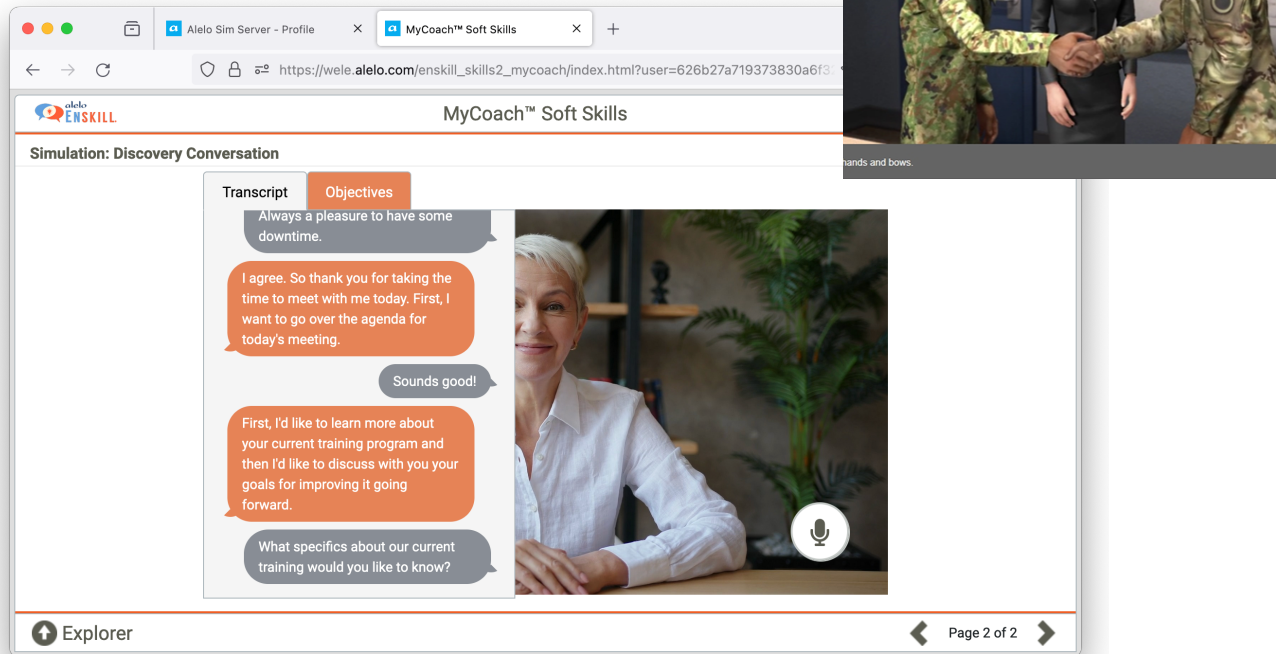 Alelo Sim Server - Profile
MyCoach™ Soft Skills
https://wele.alelo.com/enskill_skills2_mycoach/index.html?user=626b27a719373830a6f3
alelo
ENSKILL
MyCoach™ Soft Skills
hands and bows.
Simulation: Discovery Conversation
Transcript
Objectives
Always a pleasure to have some
downtime.
I agree. So thank you for taking the
time to meet with me today. First, I
want to go over the agenda for
today's meeting.
Sounds good!
First, I'd like to learn more about
your current training program and
then I'd like to discuss with you your
goals for improving it going
forward.
What specifics about our current
training would you like to know?
Explorer
Page 2 of 2